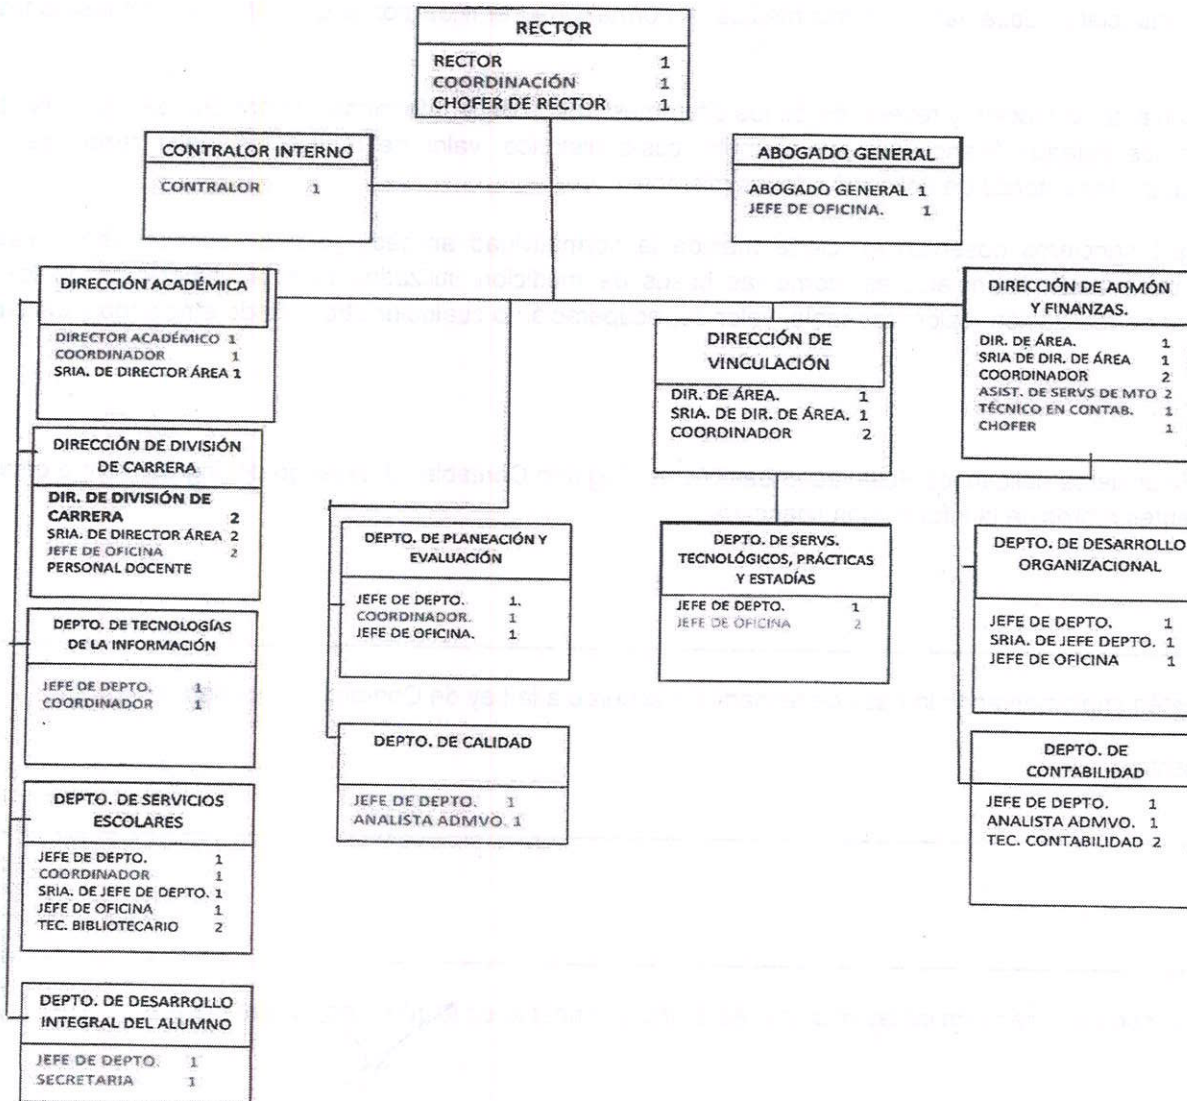 RECTOR
RECTOR 1
COORDINACIÓN 1
CHOFER DE RECTOR 1
CONTRALOR INTERNO
CONTRALOR 1
ABOGADO GENERAL
ABOGADO GENERAL 1
JEFE DE OFICINA. 1
DIRECCIÓN ACADÉMICA
DIRECTOR ACADÉMICO 1
COORDINADOR 1
SRIA. DE DIRECTOR ÁREA 1
DIRECCIÓN DE DIVISIÓN
DE CARRERA
DIR. DE DIVISIÓN DE
CARRERA 2
SRIA. DE DIRECTOR ÁREA 2
JEFE DE OFICINA 2
PERSONAL DOCENTE
DEPTO. DE TECNOLOGÍAS
DE LA INFORMACIÓN
JEFE DE DEPTO. 1
COORDINADOR 1
DEPTO. DE SERVICIOS
ESCOLARES
JEFE DE DEPTO. 1
COORDINADOR 1
SRIA. DE JEFE DE DEPTO. 1
JEFE DE OFICINA 1
TEC. BIBLIOTECARIO 2
DEPTO. DE DESARROLLO
INTEGRAL DEL ALUMNO
JEFE DE DEPTO. 1
SECRETARIA 1
DEPTO. DE PLANEACIÓN Y
EVALUACIÓN
JEFE DE DEPTO. 1.
COORDINADOR. 1
JEFE DE OFICINA. 1
DEPTO. DE CALIDAD
JEFE DE DEPTO. 1
ANALISTA ADMVO. 1
DIRECCIÓN DE
VINCULACIÓN
DIR. DE ÁREA. 1
SRIA. DE DIR. DE ÁREA. 1
COORDINADOR 2
DEPTO. DE SERVS.
TECNOLÓGICOS, PRÁCTICAS
Y ESTADÍAS
JEFE DE DEPTO. 1
JEFE DE OFICINA 2
DIRECCIÓN DE ADMÓN
Y FINANZAS.
DIR. DE ÁREA. 1
SRIA DE DIR. DE ÁREA 1
COORDINADOR 2
ASIST. DE SERVS DE MTO 2
TÉCNICO EN CONTAB. 1
CHOFER 1
DEPTO. DE DESARROLLO
ORGANIZACIONAL
JEFE DE DEPTO. 1
SRIA. DE JEFE DEPTO. 1
JEFE DE OFICINA 1
DEPTO. DE
CONTABILIDAD
JEFE DE DEPTO. 1
ANALISTA ADMVO. 1
TEC. CONTABILIDAD 2